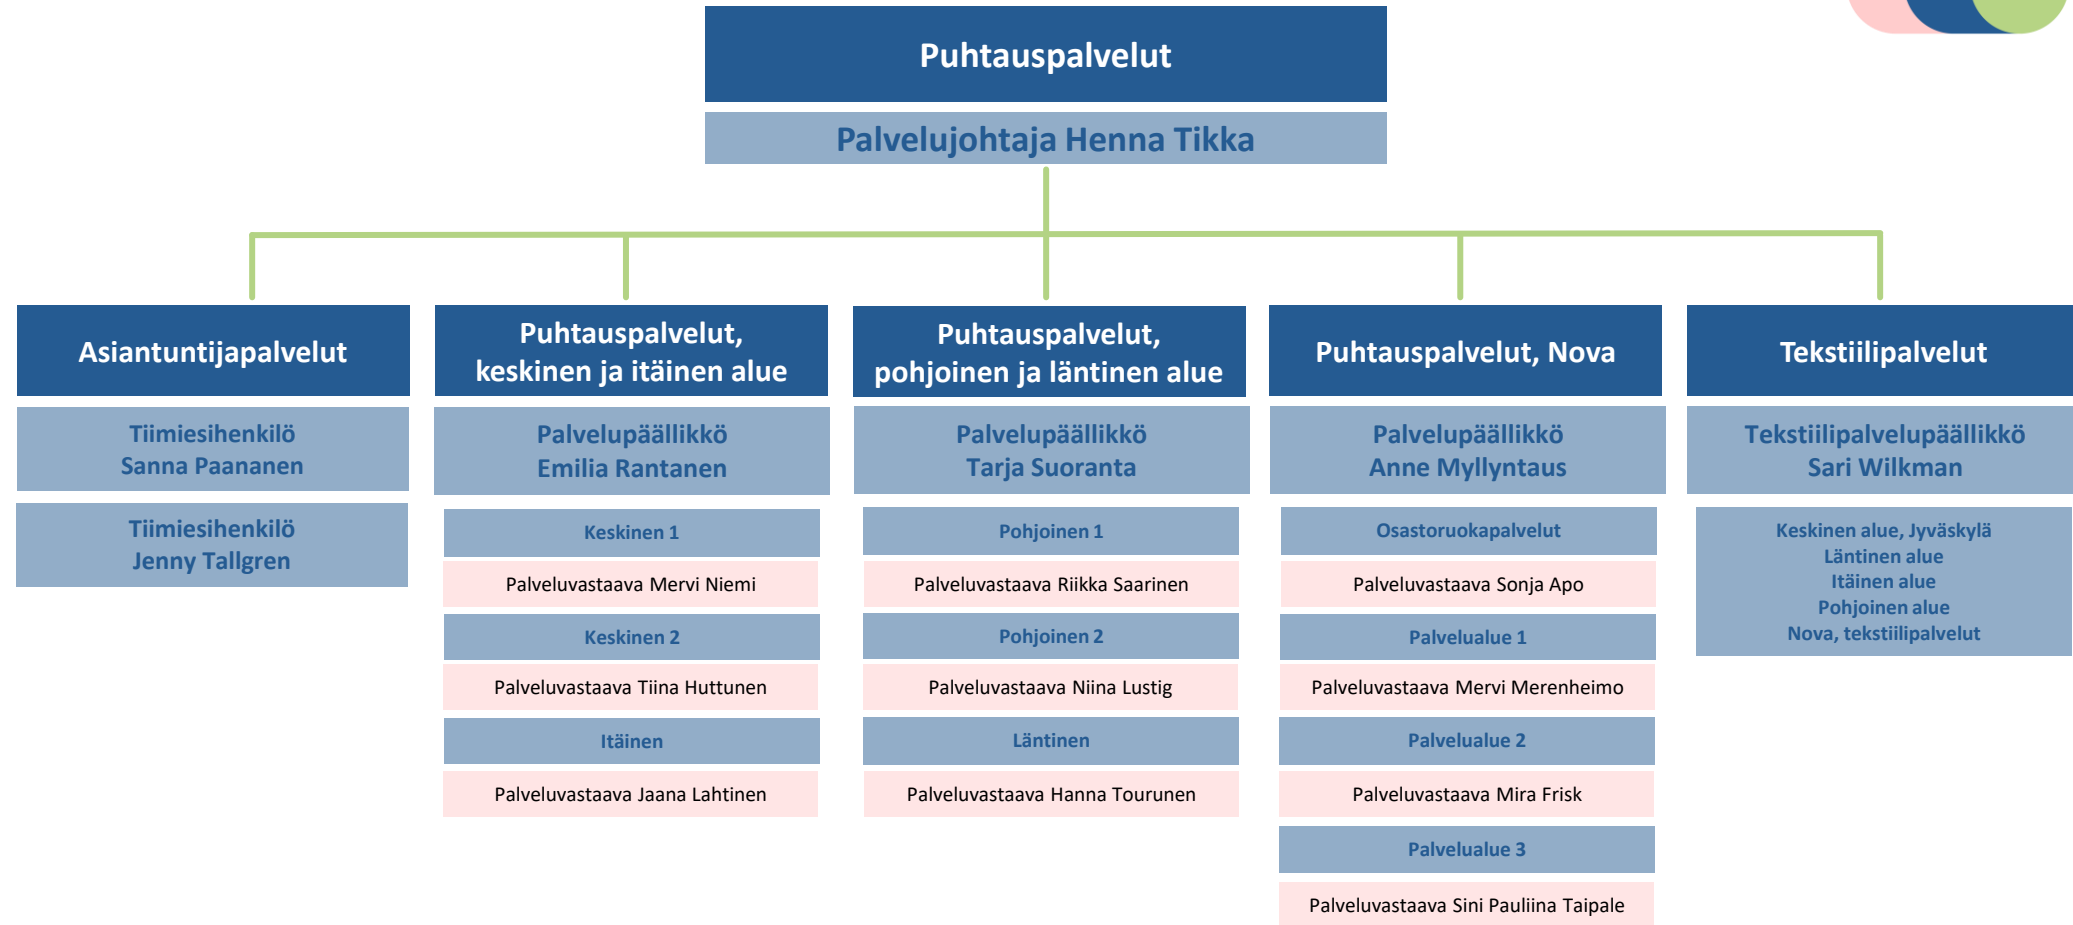 Puhtauspalvelut
Palvelujohtaja Henna Tikka
Asiantuntijapalvelut
Tiimiesihenkilö
Sanna Paananen
Tiimiesihenkilö
Jenny Tallgren
Puhtauspalvelut,
keskinen ja itäinen alue
Palvelupäällikkö
Emilia Rantanen
Keskinen 1
Palveluvastaava Mervi Niemi
Keskinen 2
Palveluvastaava Tiina Huttunen
Itäinen
Palveluvastaava Jaana Lahtinen
Puhtauspalvelut,
pohjoinen ja läntinen alue
Palvelupäällikkö
Tarja Suoranta
Pohjoinen 1
Palveluvastaava Riikka Saarinen
Pohjoinen 2
Palveluvastaava Niina Lustig
Läntinen
Palveluvastaava Hanna Tourunen
Puhtauspalvelut, Nova
Palvelupäällikkö
Anne Myllyntaus
Osastoruokapalvelut
Palveluvastaava Sonja Apo
Palvelualue 1
Palveluvastaava Mervi Merenheimo
Palvelualue 2
Palveluvastaava Mira Frisk
Palvelualue 3
Palveluvastaava Sini Pauliina Taipale
Tekstiilipalvelut
Tekstiilipalvelupäällikkö
Sari Wilkman
Keskinen alue, Jyväskylä
Läntinen alue
Itäinen alue
Pohjoinen alue
Nova, tekstiilipalvelut